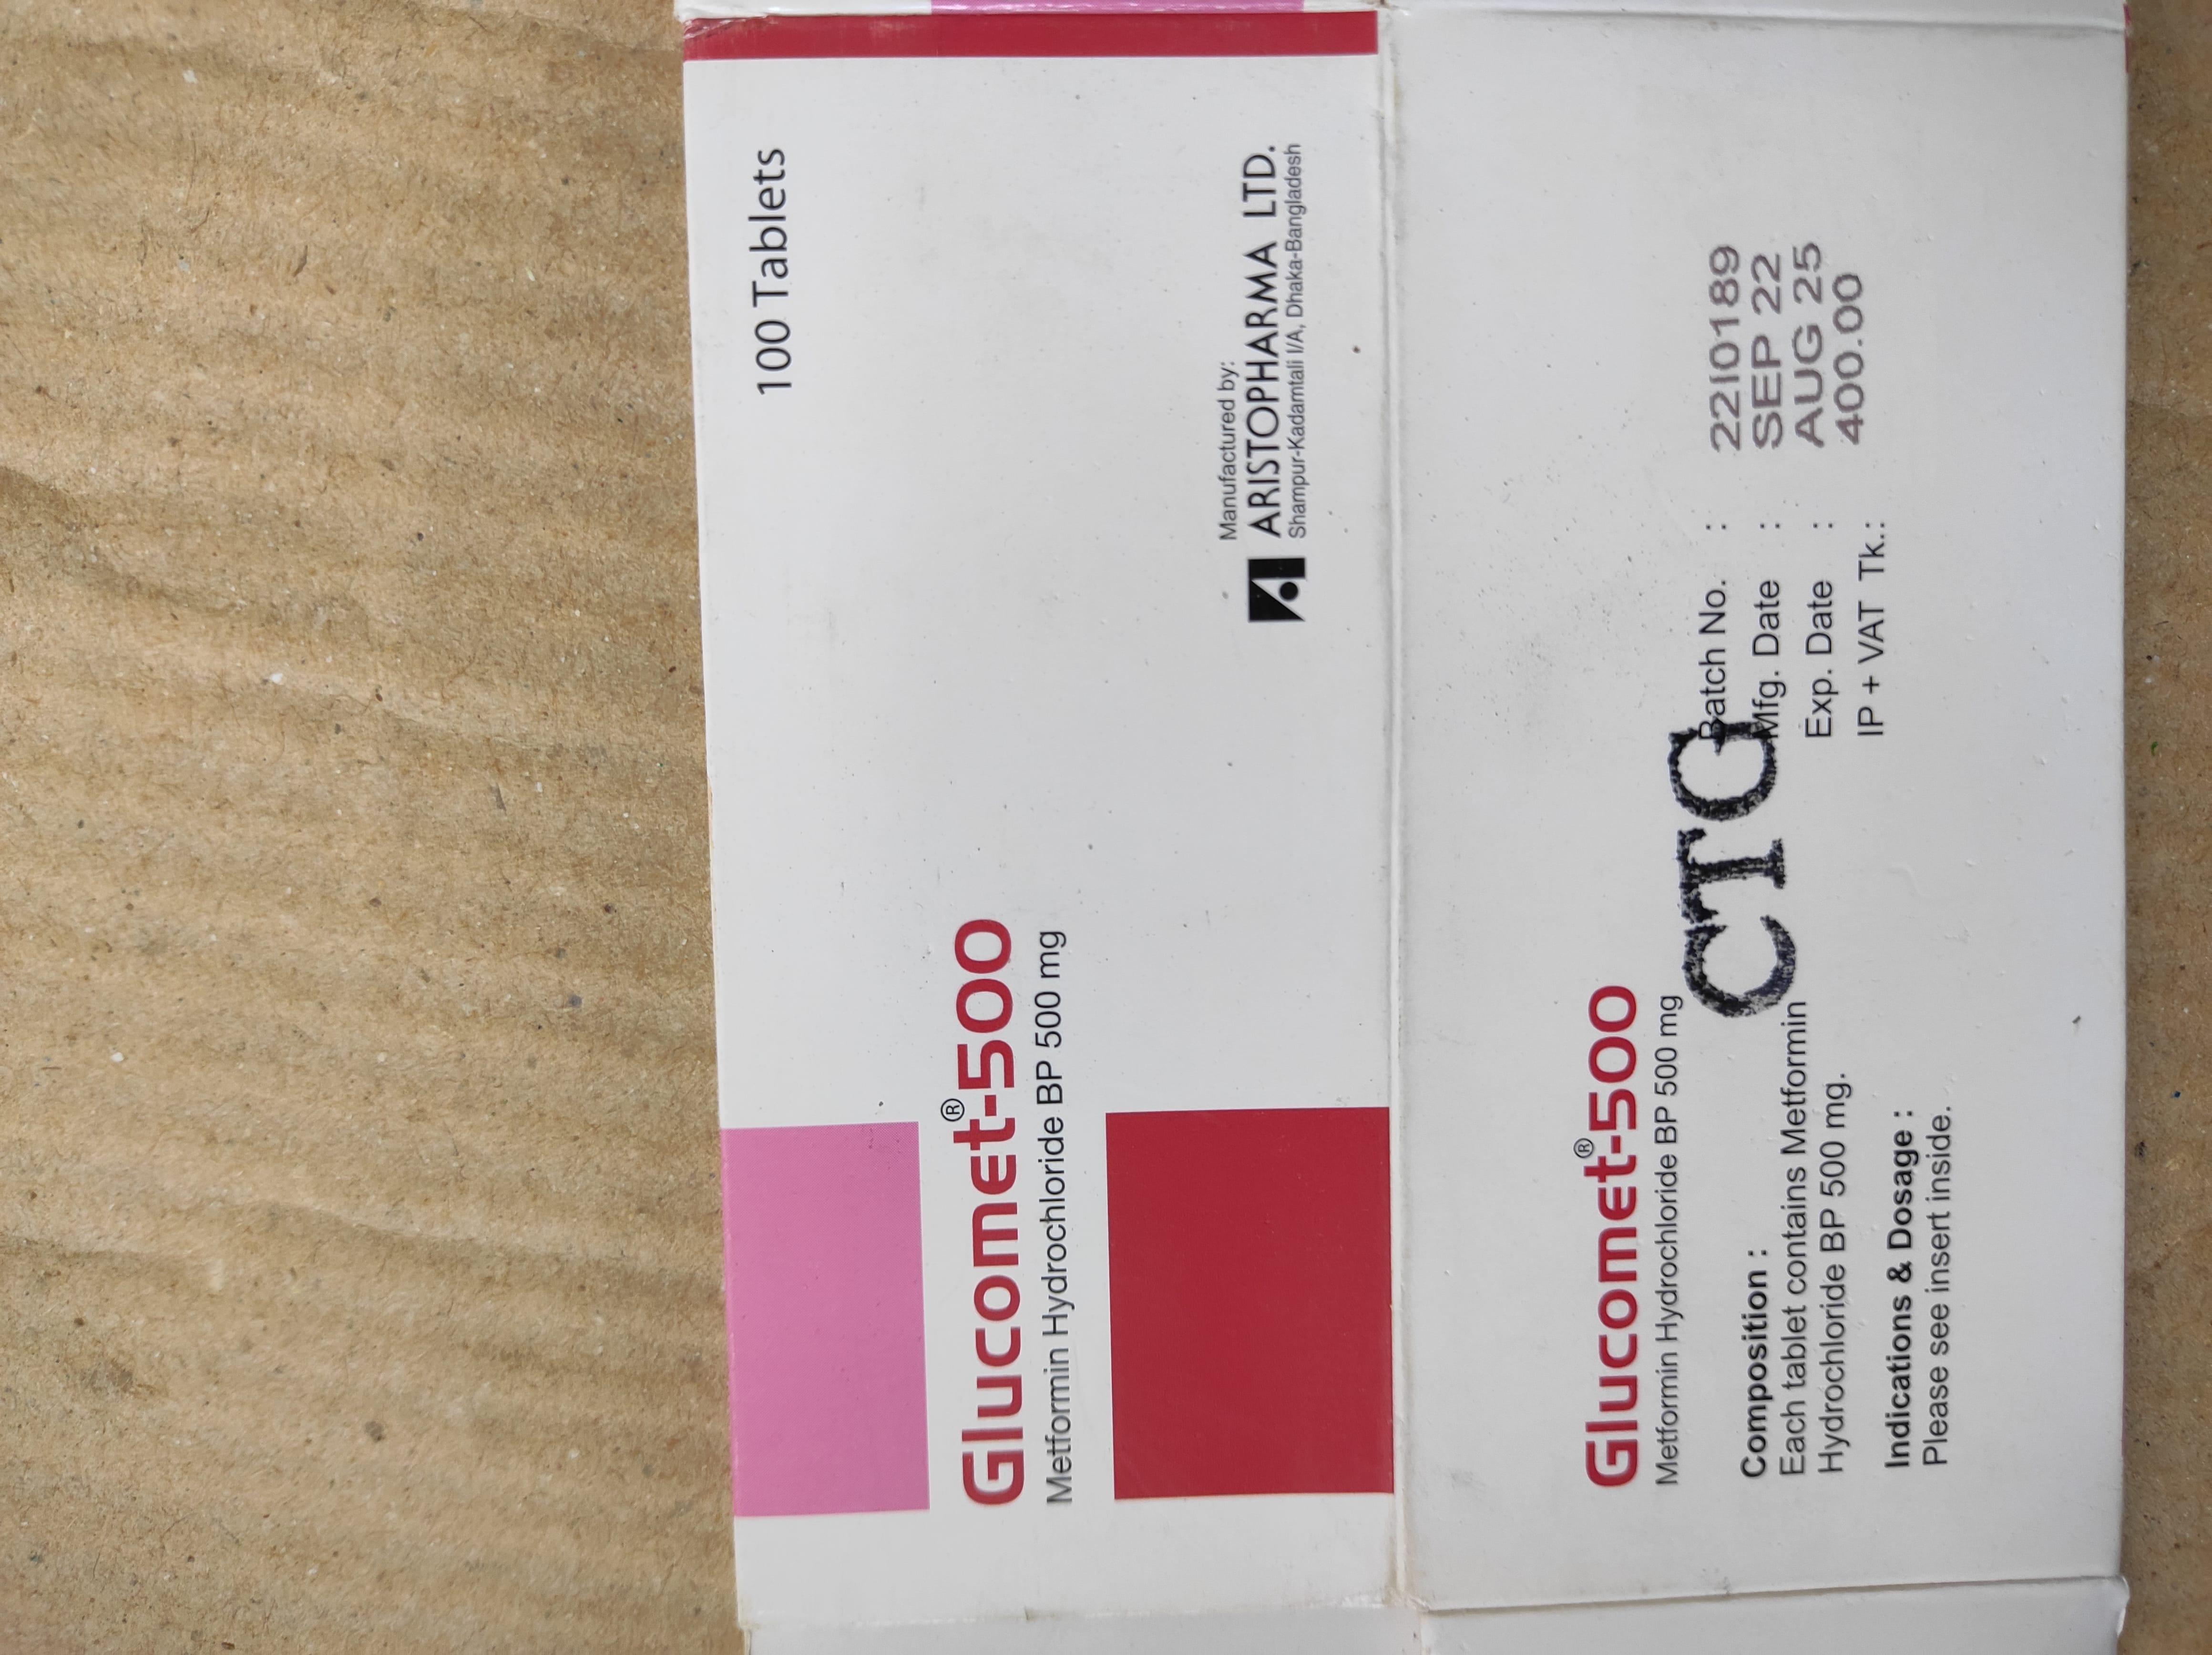 100 Tablets
Glucomet®-500
Metformin Hydrochloride BP 500 mg
Manufactured by:
ARISTOPHARMA LTD.
Shampur-Kadamtali I/A, Dhaka-Bangladesh
Glucomet®-500
Metformin Hydrochloride BP 500 mg
CTG
Composition :
Each tablet contains Metformin
Hydrochloride BP 500 mg.
Indications & Dosage :
Please see insert inside.
Batch No. : 22I0189
Mfg. Date : SEP 22
Exp. Date : AUG 25
IP + VAT Tk.: 400.00